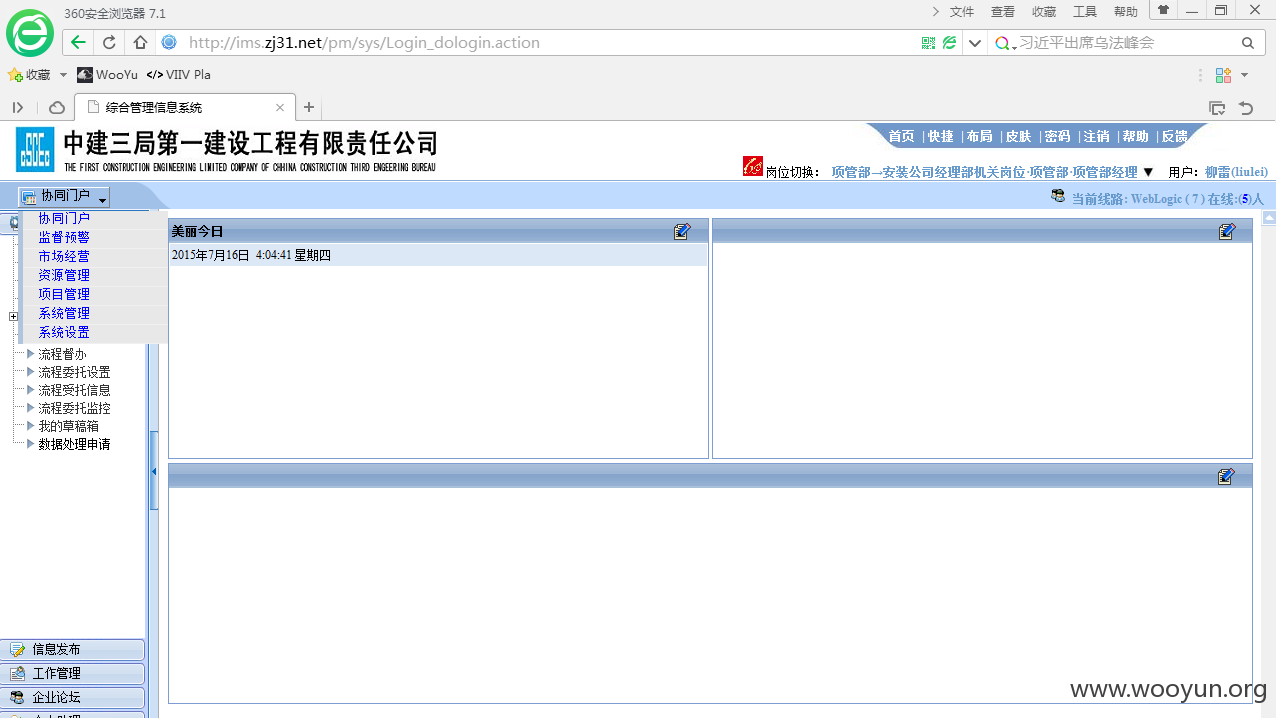 360安全浏览器 7.1
文件 查看 收藏 工具 帮助
http://ims.zj31.net/pm/sys/Login_dologin.action
习近平出席乌法峰会
收藏 WooYu </> VIIV Pla
综合管理信息系统
中建三局第一建设工程有限责任公司
THE FIRST CONSTRUCTION ENGINEERING LIMITED COMPANY OF CHINA CONSTRUCTION THIRD ENGEERING BUREAU
首页 | 快捷 | 布局 | 皮肤 | 密码 | 注销 | 帮助 | 反馈
岗位切换： 项管部→安装公司经理部机关岗位·项管部·项管部经理 ▼ 用户：柳雷(liulei)
协同门户
当前线路: WebLogic ( 7 ) 在线:(5)人
协同门户
监督预警
市场经营
资源管理
项目管理
系统管理
系统设置
流程督办
流程委托设置
流程受托信息
流程委托监控
我的草稿箱
数据处理申请
美丽今日
2015年7月16日 4:04:41 星期四
信息发布
工作管理
企业论坛
www.wooyun.org